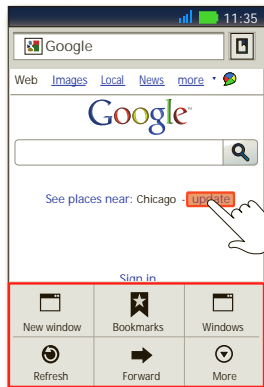 11:35
Google
Web Images Local News more
Google
See places near: Chicago - update
Sign in
New window Bookmarks Windows
Refresh Forward More